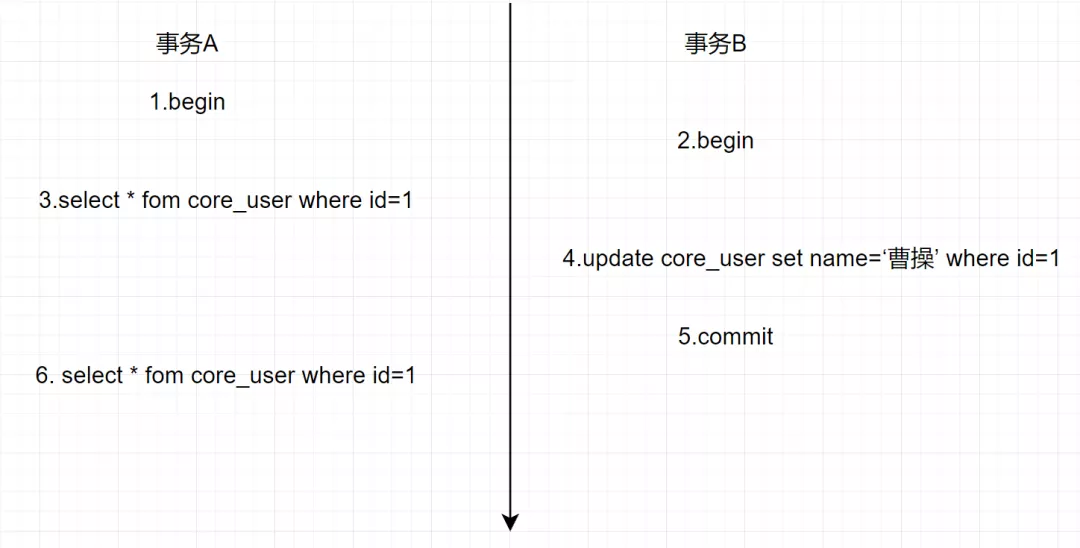 事务A
事务B
1.begin
2.begin
3.select * fom core_user where id=1
4.update core_user set name=‘曹操’ where id=1
5.commit
6. select * fom core_user where id=1